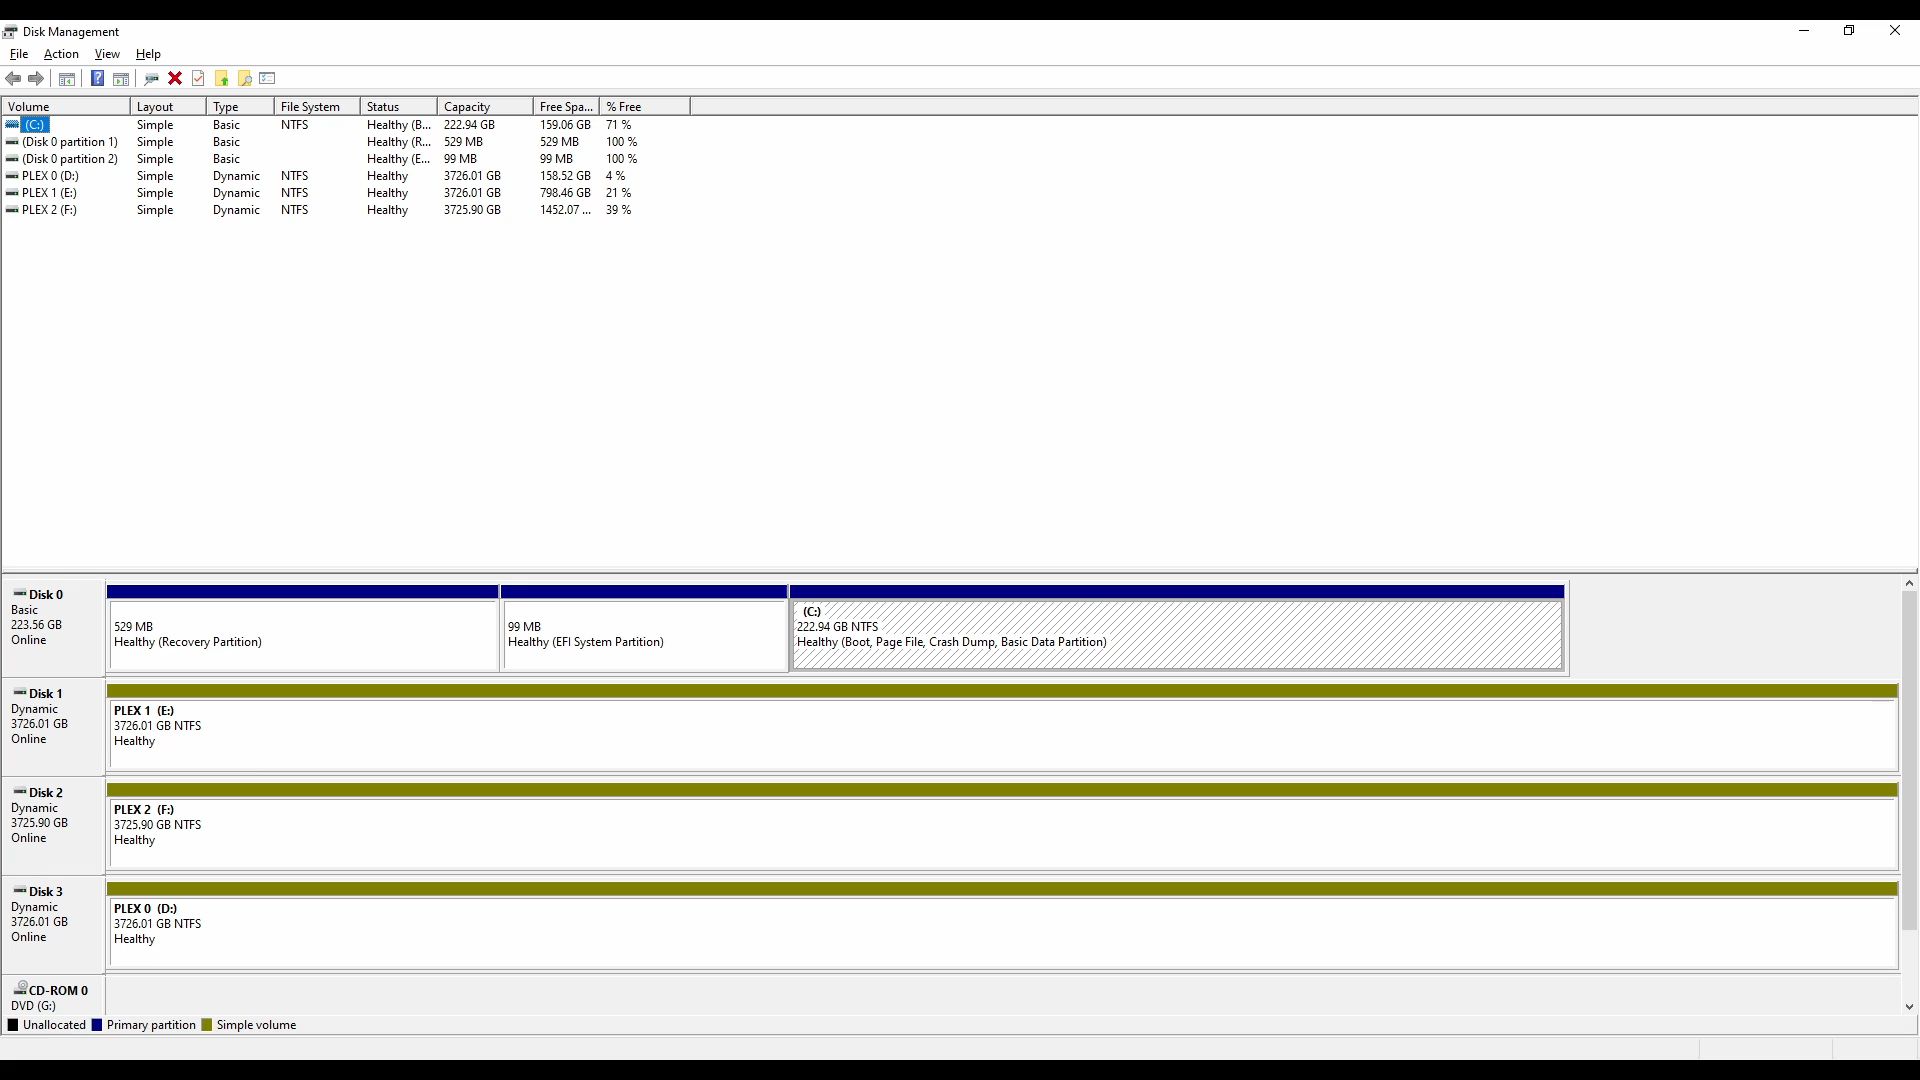 Disk Management
File Action View Help
Volume Layout Type File System Status Capacity Free Spa... % Free
(C:) Simple Basic NTFS Healthy (B... 222.94 GB 159.06 GB 71 %
(Disk 0 partition 1) Simple Basic Healthy (R... 529 MB 529 MB 100 %
(Disk 0 partition 2) Simple Basic Healthy (E... 99 MB 99 MB 100 %
PLEX 0 (D:) Simple Dynamic NTFS Healthy 3726.01 GB 158.52 GB 4 %
PLEX 1 (E:) Simple Dynamic NTFS Healthy 3726.01 GB 798.46 GB 21 %
PLEX 2 (F:) Simple Dynamic NTFS Healthy 3725.90 GB 1452.07 ... 39 %
Disk 0
Basic
223.56 GB
Online
529 MB
Healthy (Recovery Partition)
99 MB
Healthy (EFI System Partition)
(C:)
222.94 GB NTFS
Healthy (Boot, Page File, Crash Dump, Basic Data Partition)
Disk 1
Dynamic
3726.01 GB
Online
PLEX 1 (E:)
3726.01 GB NTFS
Healthy
Disk 2
Dynamic
3725.90 GB
Online
PLEX 2 (F:)
3725.90 GB NTFS
Healthy
Disk 3
Dynamic
3726.01 GB
Online
PLEX 0 (D:)
3726.01 GB NTFS
Healthy
CD-ROM 0
DVD (G:)
Unallocated Primary partition Simple volume